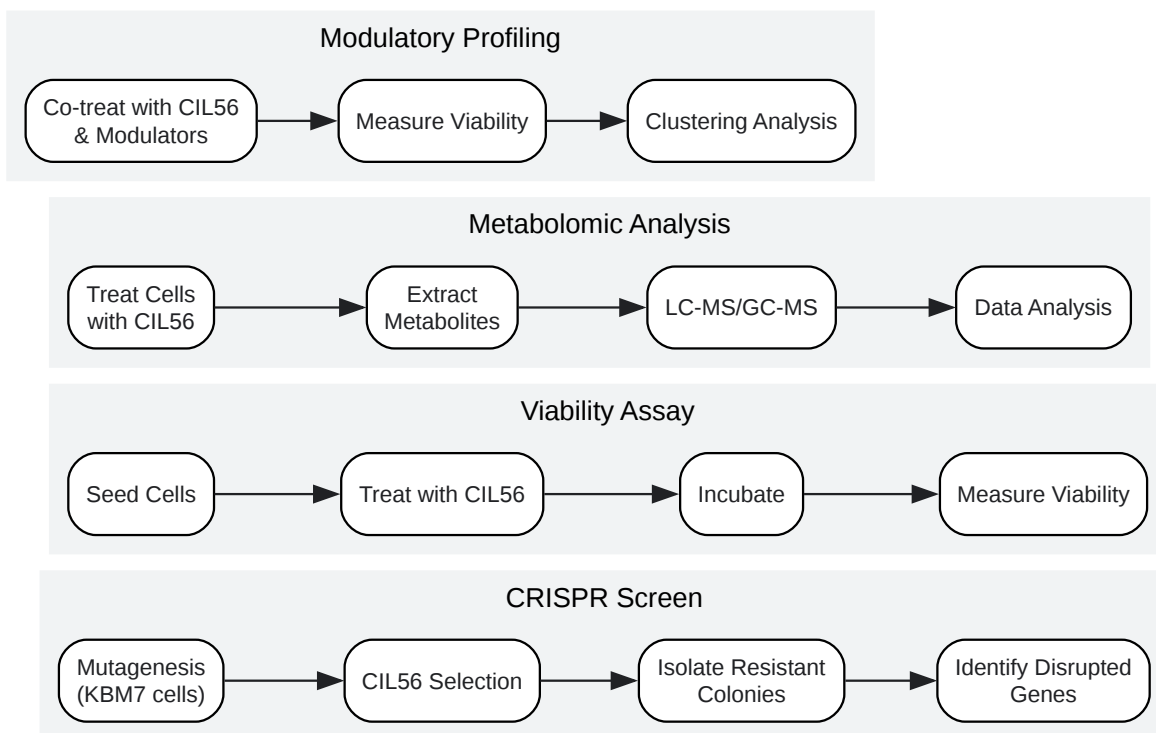 Modulatory Profiling
Co-treat with CIL56
& Modulators
Measure Viability
Clustering Analysis
Metabolomic Analysis
Treat Cells
with CIL56
Extract
Metabolites
LC-MS/GC-MS
Data Analysis
Viability Assay
Seed Cells
Treat with CIL56
Incubate
Measure Viability
CRISPR Screen
Mutagenesis
(KBM7 cells)
CIL56 Selection
Isolate Resistant
Colonies
Identify Disrupted
Genes